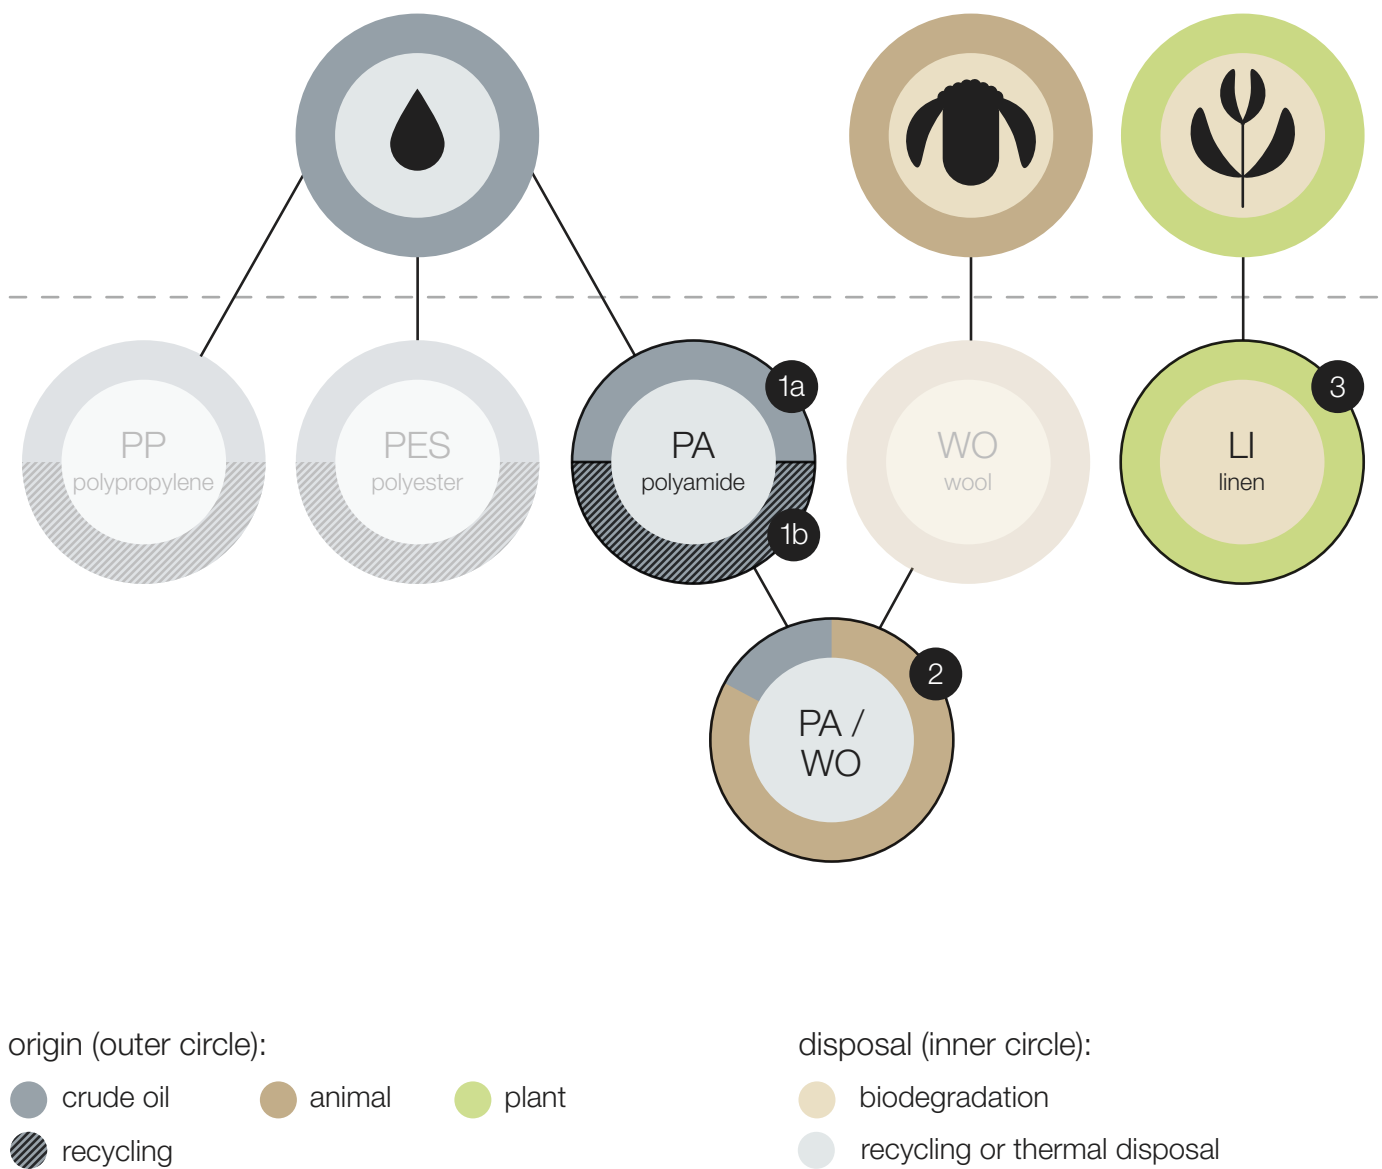 1a
3
PP
polypropylene
PES
polyester
PA
polyamide
WO
wool
LI
linen
1b
2
PA /
WO
origin (outer circle):
crude oil
animal
plant
recycling
disposal (inner circle):
biodegradation
recycling or thermal disposal